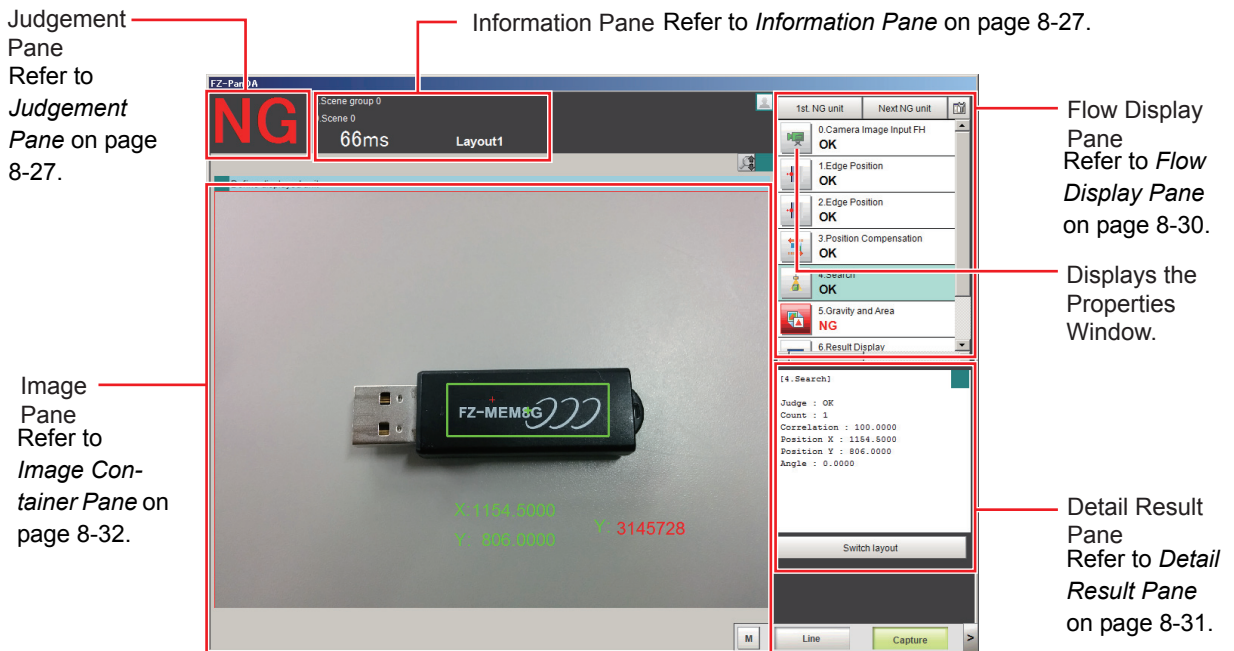 Judgement
Pane
Refer to
Judgement
Pane on page
8-27.
Information Pane Refer to Information Pane on page 8-27.
FZ-PanDA
NG
.Scene group 0
.Scene 0
66ms
Layout1
1st. NG unit
Next NG unit
0.Camera Image Input FH
OK
1.Edge Position
OK
2.Edge Position
OK
3.Position Compensation
OK
4.Search
OK
5.Gravity and Area
NG
6.Result Display
Flow Display
Pane
Refer to Flow
Display Pane
on page 8-30.
Displays the
Properties
Window.
Image
Pane
Refer to
Image Con-
tainer Pane on
page 8-32.
FZ-MEM8G
X:1154.5000
Y: 806.0000
Y: 3145728
[4.Search]
Judge : OK
Count : 1
Correlation : 100.0000
Position X : 1154.5000
Position Y : 806.0000
Angle : 0.0000
Switch layout
Detail Result
Pane
Refer to Detail
Result Pane
on page 8-31.
M
Line
Capture
>